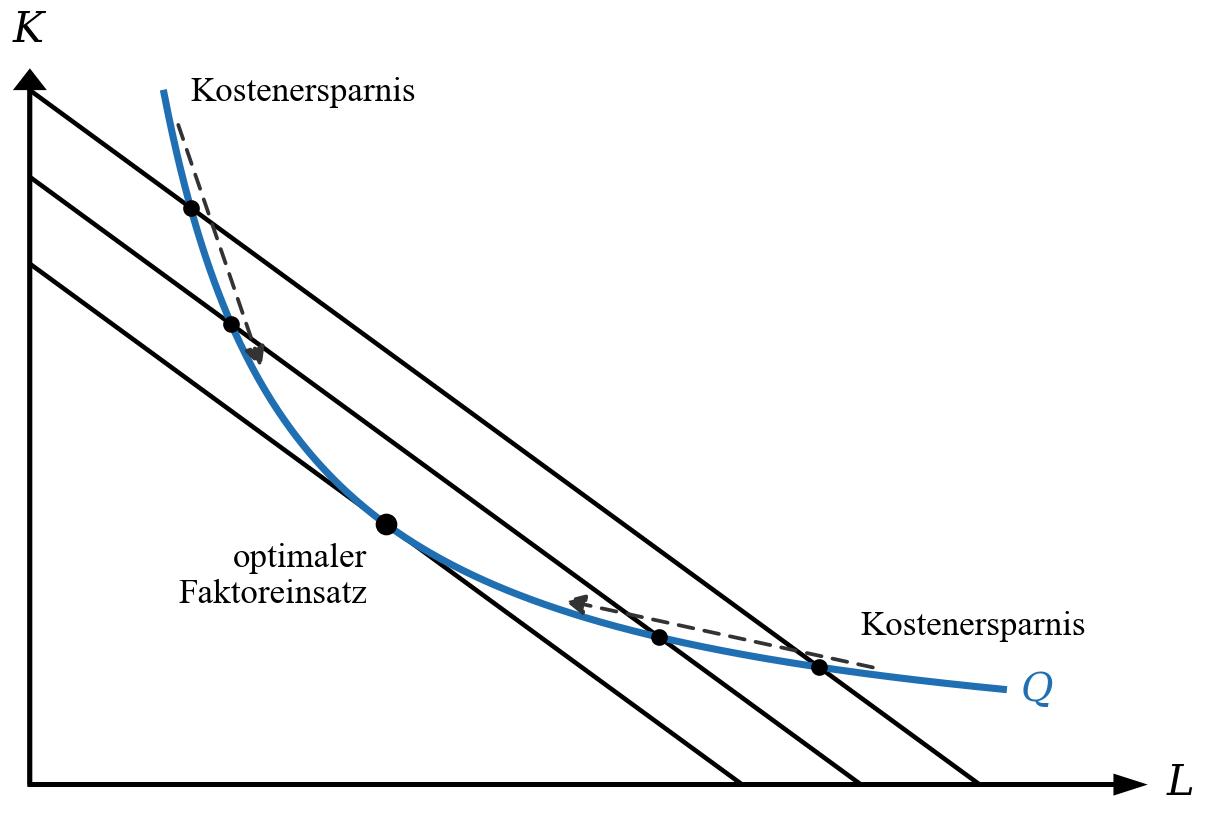 K
Kostenersparnis
optimaler
Faktoreinsatz
Kostenersparnis
Q
L